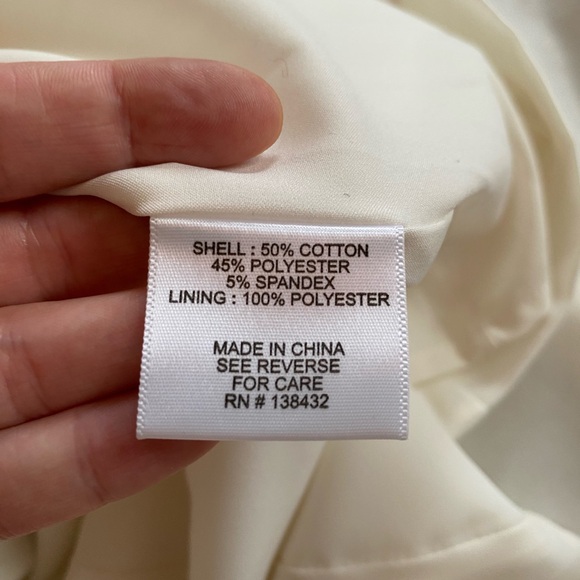 SHELL : 50% COTTON
45% POLYESTER
5% SPANDEX
LINING : 100% POLYESTER
MADE IN CHINA
SEE REVERSE
FOR CARE
RN # 138432